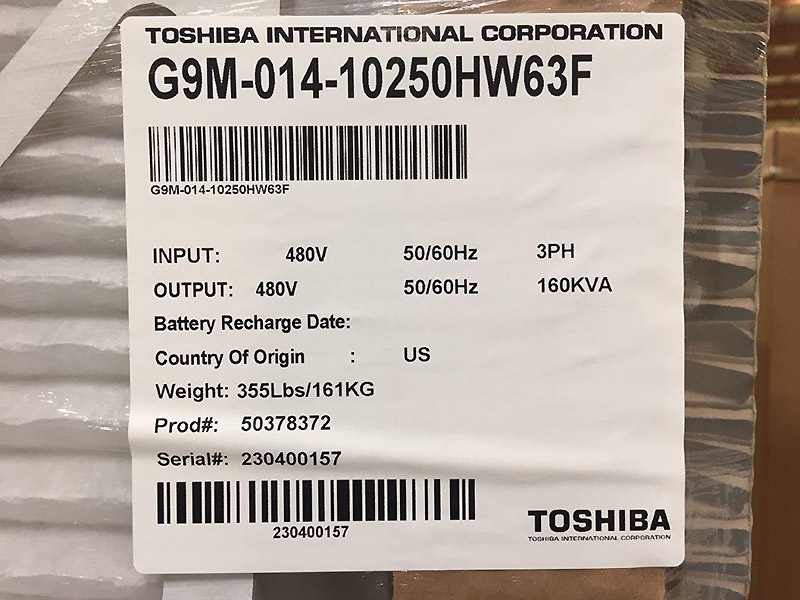 TOSHIBA INTERNATIONAL CORPORATION
G9M-014-10250HW63F
G9M-014-10250HW63F
INPUT: 480V 50/60Hz 3PH
OUTPUT: 480V 50/60Hz 160KVA
Battery Recharge Date:
Country Of Origin : US
Weight: 355Lbs/161KG
Prod#: 50378372
Serial#: 230400157
230400157
TOSHIBA
TOSHIBA INTERNATIONAL CORPORATION